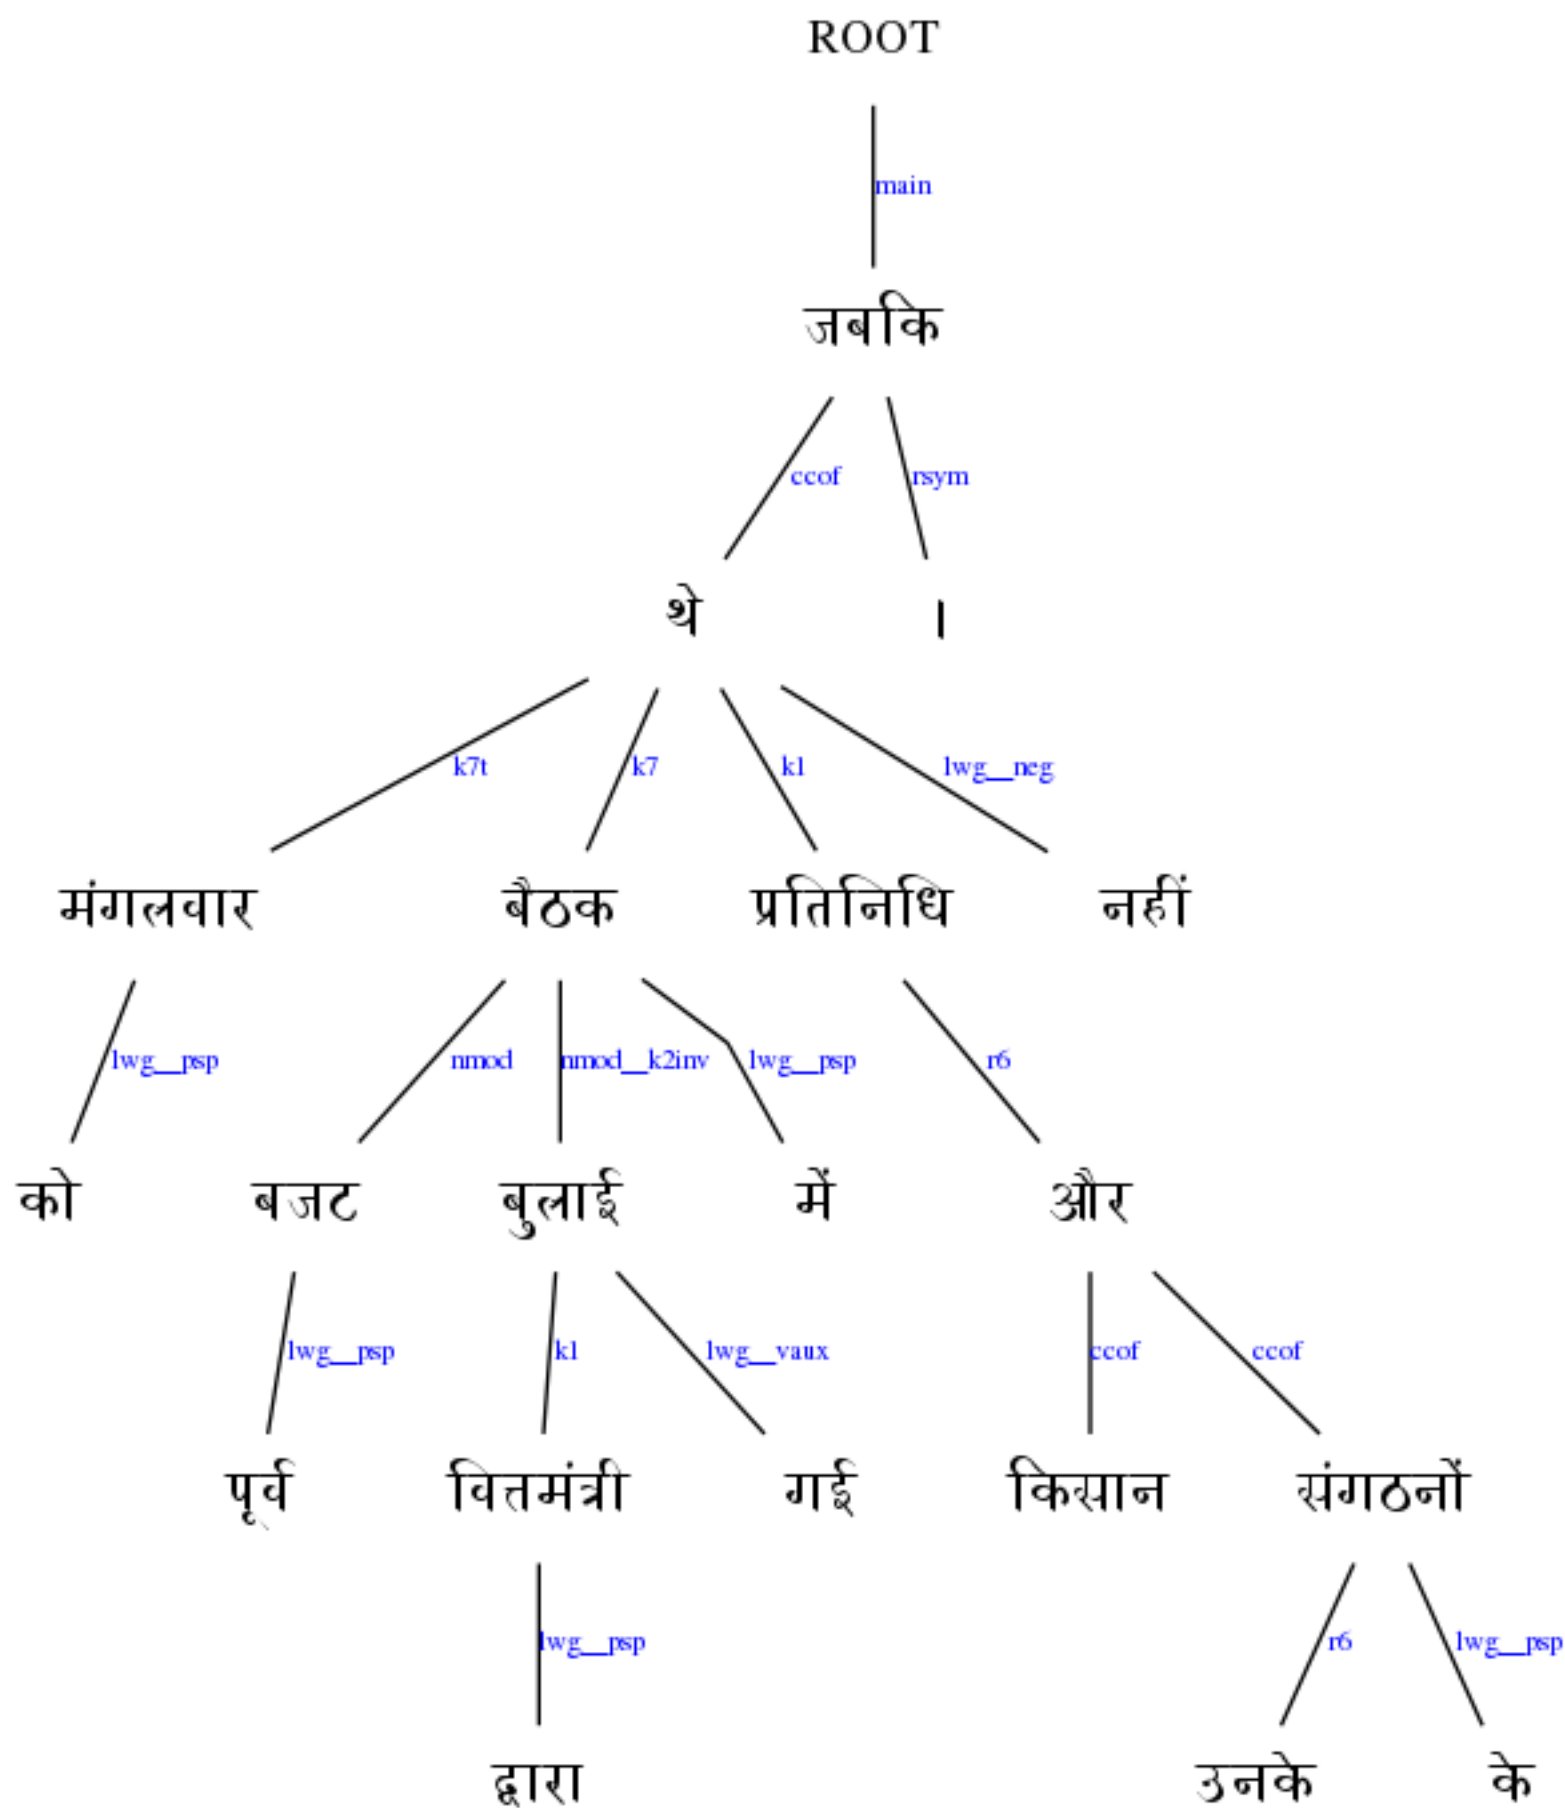 ROOT
main
जबकि
ccof rsym
थे ।
k7t k7 k1 lwg__neg
मंगलवार बैठक प्रतिनिधि नहीं
lwg__psp nmod nmod__k2inv lwg__psp r6
को बजट बुलाई में और
lwg__psp k1 lwg__vaux ccof ccof
पूर्व वित्तमंत्री गई किसान संगठनों
lwg__psp r6 lwg__psp
द्वारा उनके के